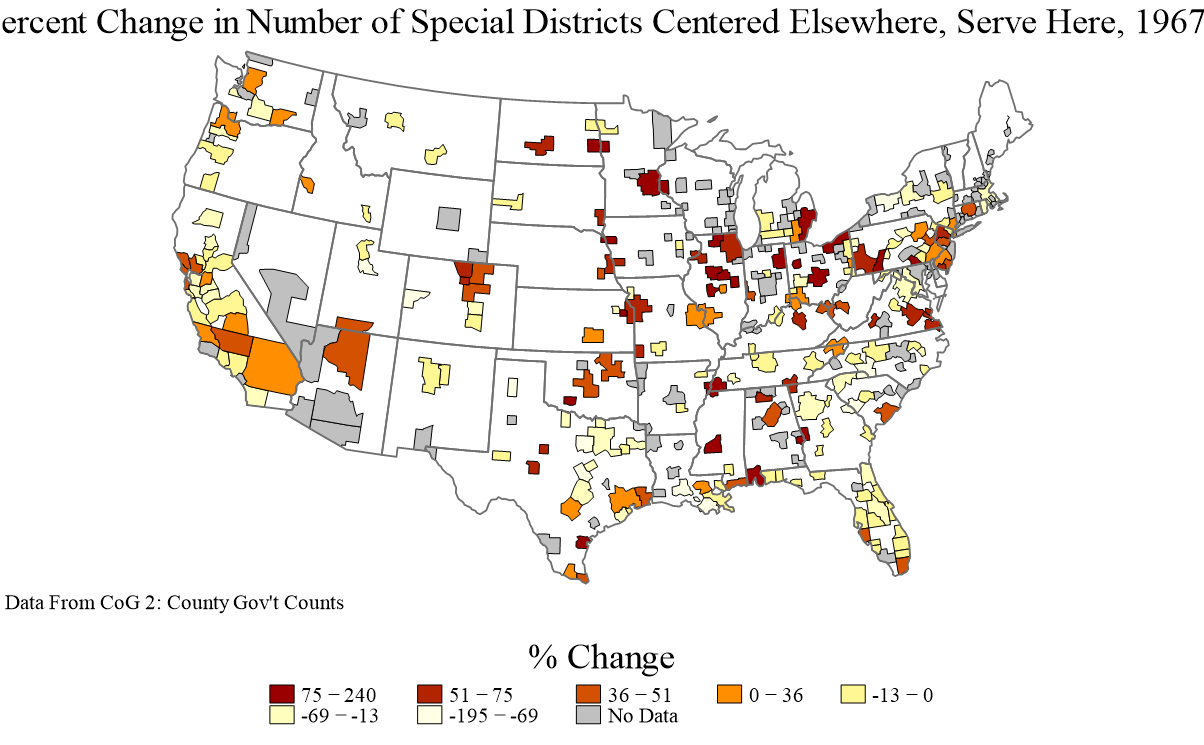 ercent Change in Number of Special Districts Centered Elsewhere, Serve Here, 1967
Data From CoG 2: County Gov't Counts
% Change
75 − 240
51 − 75
36 − 51
0 − 36
-13 − 0
-69 − -13
-195 − -69
No Data